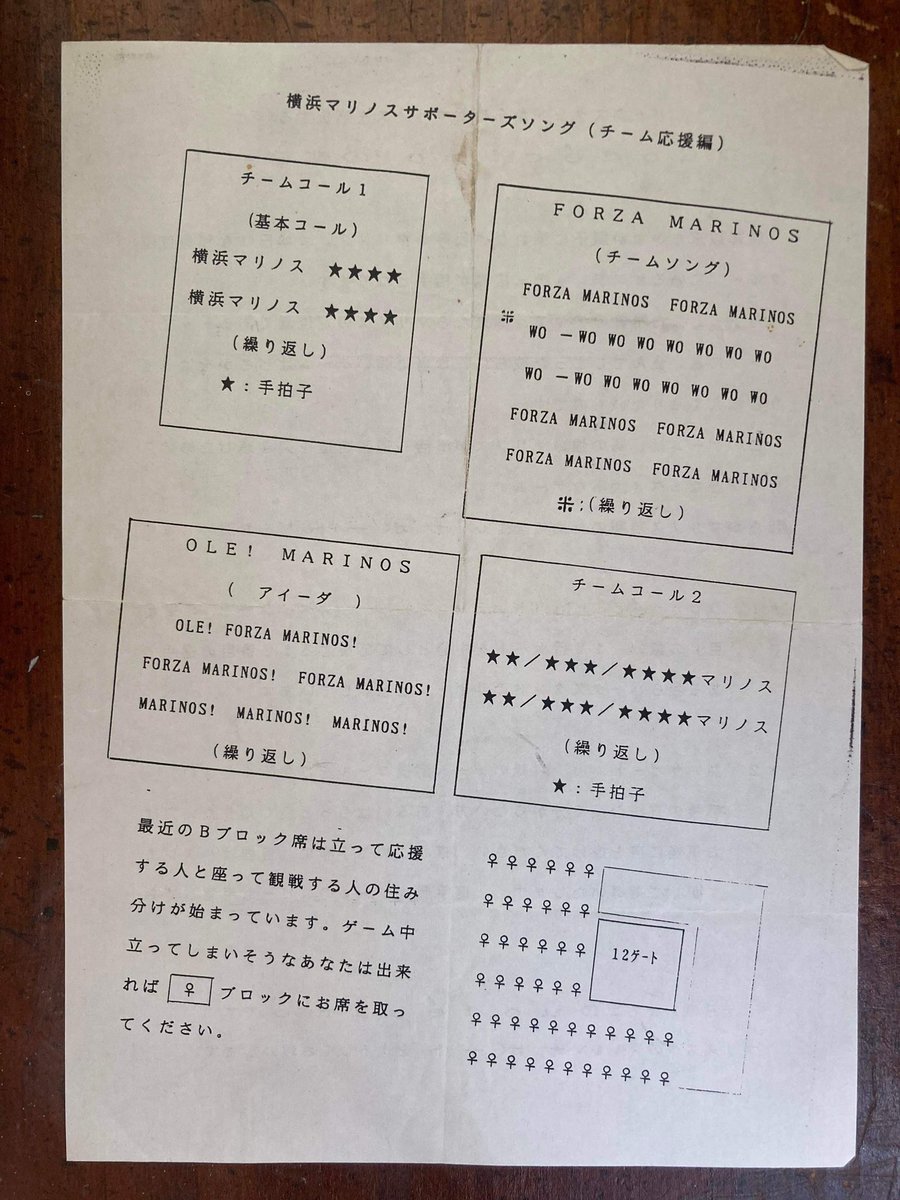 横浜マリノスサポーターズソング（チーム応援編）
チームコール１
（基本コール）
横浜マリノス　★★★★
横浜マリノス　★★★★
（繰り返し）
★：手拍子
ＦＯＲＺＡ　ＭＡＲＩＮＯＳ
（チームソング）
FORZA MARINOS　FORZA MARINOS
※ WO －WO WO WO WO WO WO WO
WO －WO WO WO WO WO WO WO
FORZA MARINOS　FORZA MARINOS
FORZA MARINOS　FORZA MARINOS
※:（繰り返し）
ＯＬＥ！　ＭＡＲＩＮＯＳ
（　アイーダ　）
OLE! FORZA MARINOS!
FORZA MARINOS!　FORZA MARINOS!
MARINOS!　MARINOS!　MARINOS!
（繰り返し）
チームコール２
★★／★★★／★★★★マリノス
★★／★★★／★★★★マリノス
（繰り返し）
★：手拍子
最近のＢブロック席は立って応援
する人と座って観戦する人の住み
分けが始まっています。ゲーム中
立ってしまいそうなあなたは出来
れば ♀ ブロックにお席を取っ
てください。
♀♀♀♀♀♀
♀♀♀♀♀♀
♀♀♀♀♀♀
12ゲート
♀♀♀♀♀♀
♀♀♀♀♀♀♀♀♀♀♀
♀♀♀♀♀♀♀♀♀♀♀